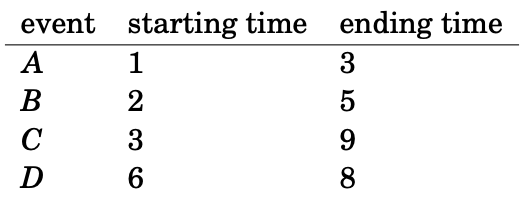 event starting time ending time
A 1 3
B 2 5
C 3 9
D 6 8